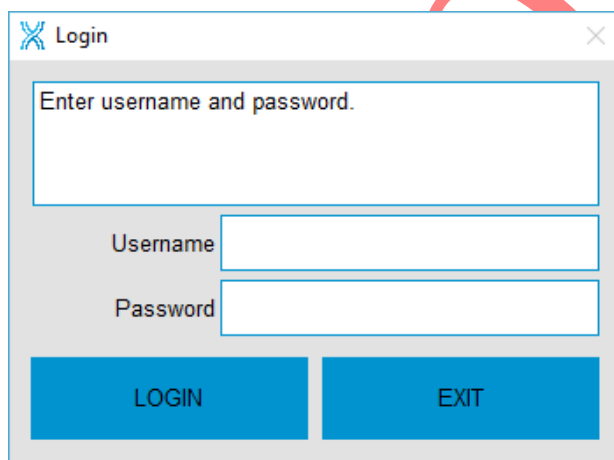 Login
Enter username and password.
Username
Password
LOGIN
EXIT